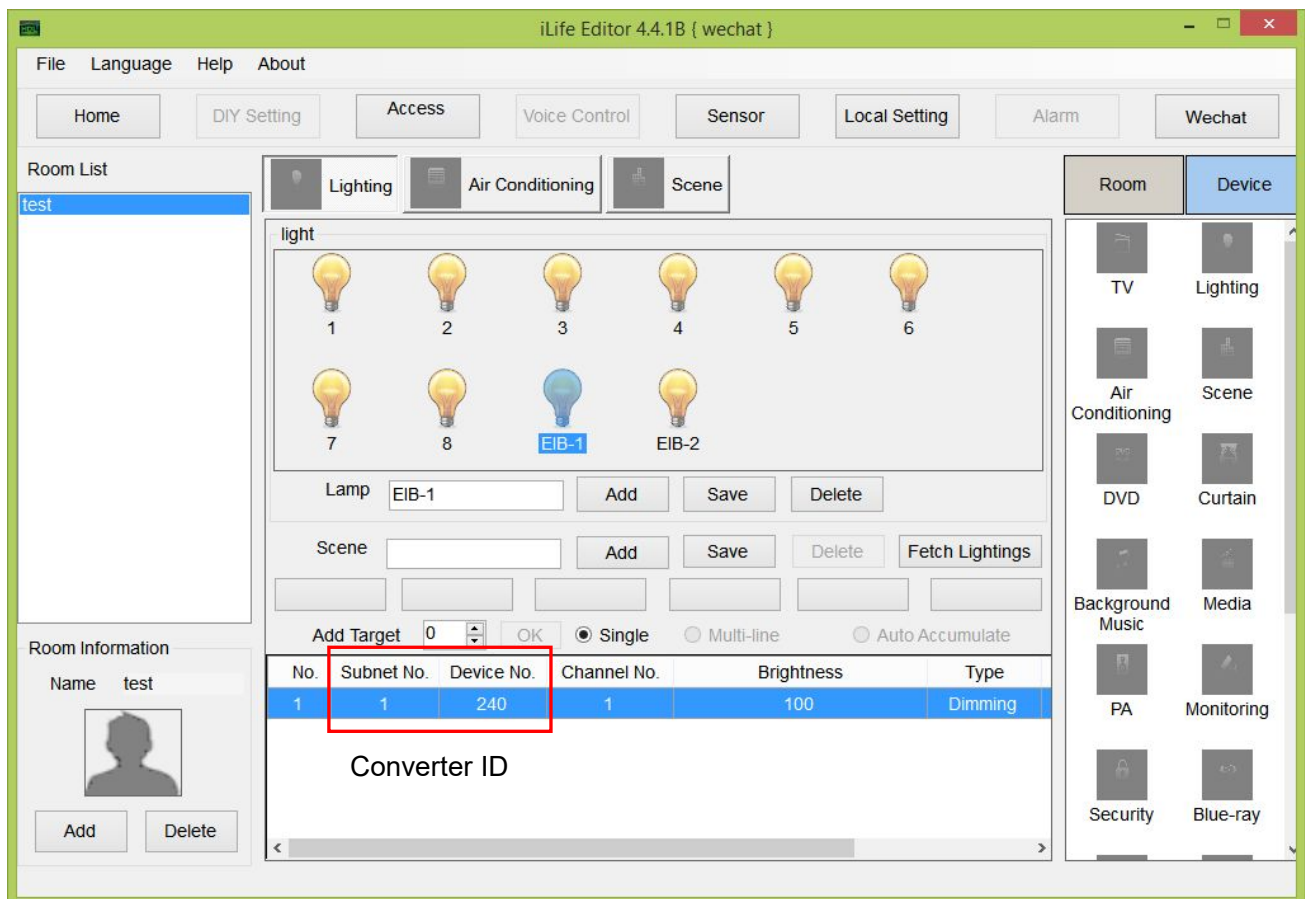 iLife Editor 4.4.1B { wechat }
File Language Help About
Home DIY Setting Access Voice Control Sensor Local Setting Alarm Wechat
Room List
test
Lighting Air Conditioning Scene
Room Device
light
1 2 3 4 5 6
7 8 EIB-1 EIB-2
Lamp EIB-1 Add Save Delete
Scene Add Save Delete Fetch Lightings
Add Target 0 OK Single Multi-line Auto Accumulate
No. Subnet No. Device No. Channel No. Brightness Type
1 1 240 1 100 Dimming
Converter ID
Room Information
Name test
Add Delete
TV Lighting
Air Conditioning Scene
DVD Curtain
Background Music Media
PA Monitoring
Security Blue-ray